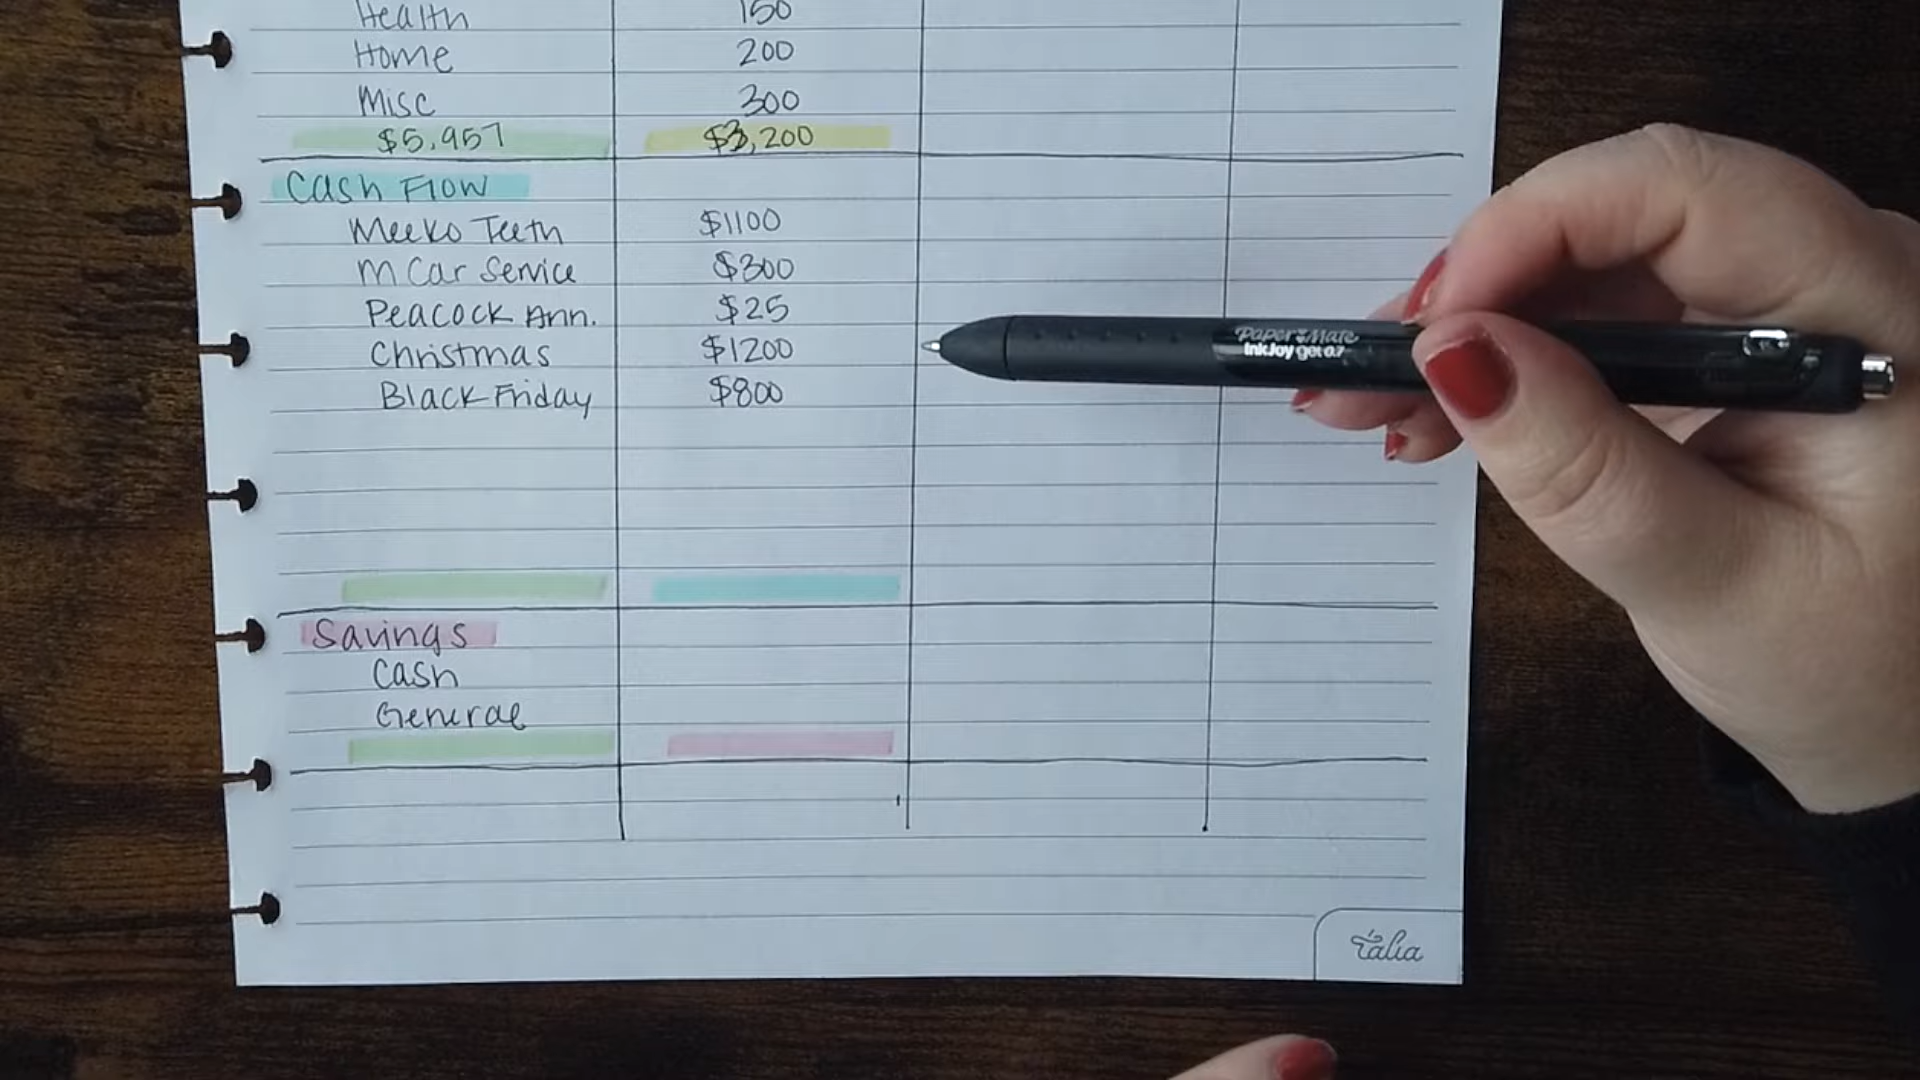 Health 150
Home 200
Misc 300
$5,957 $3,200
Cash Flow
Meeko Teeth $1100
M Car Service $300
Peacock Ann. $25
Christmas $1200
Black Friday $800
Savings
Cash
General
Paper Mate
InkJoy gel 0.7
talia